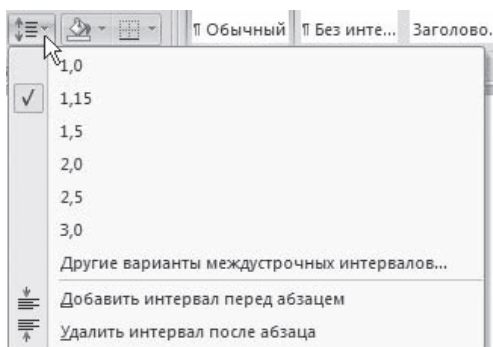 ¶ Обычный ¶ Без инте... Заголово.
1,0
1,15
1,5
2,0
2,5
3,0
Другие варианты междустрочных интервалов...
Добавить интервал перед абзацем
Удалить интервал после абзаца